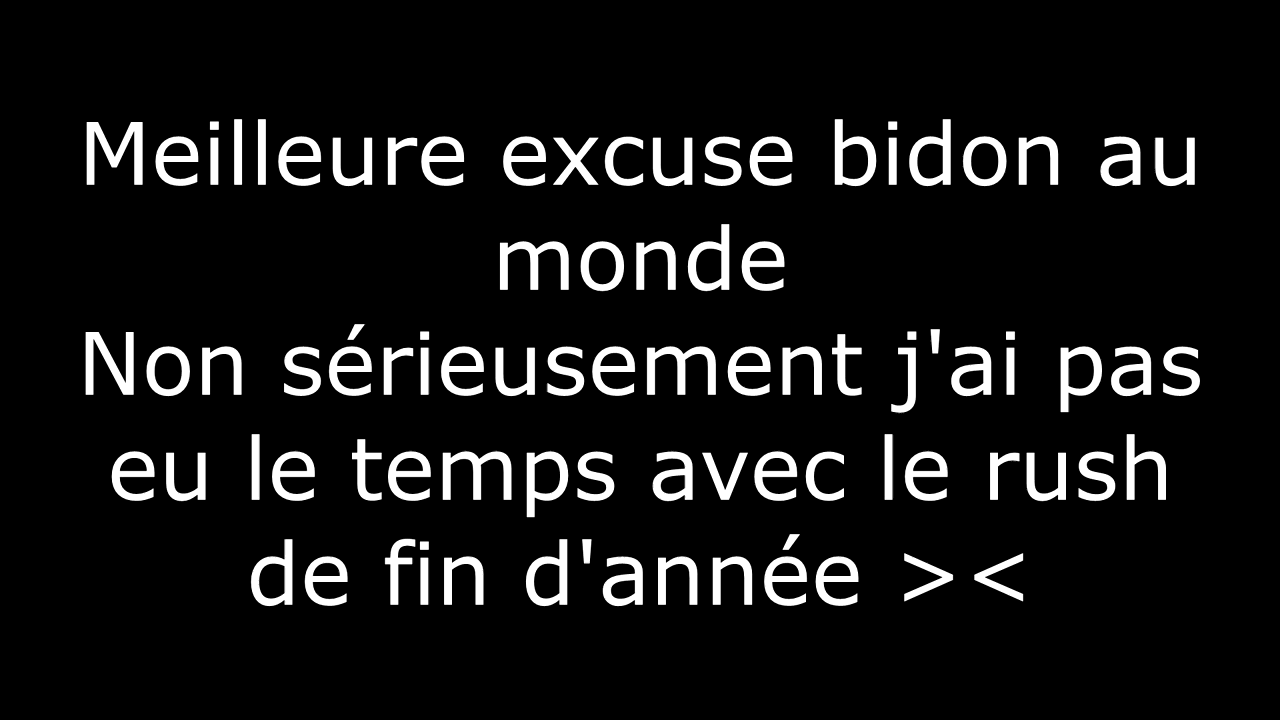 Meilleure excuse bidon au
monde
Non sérieusement j'ai pas
eu le temps avec le rush
de fin d'année ><